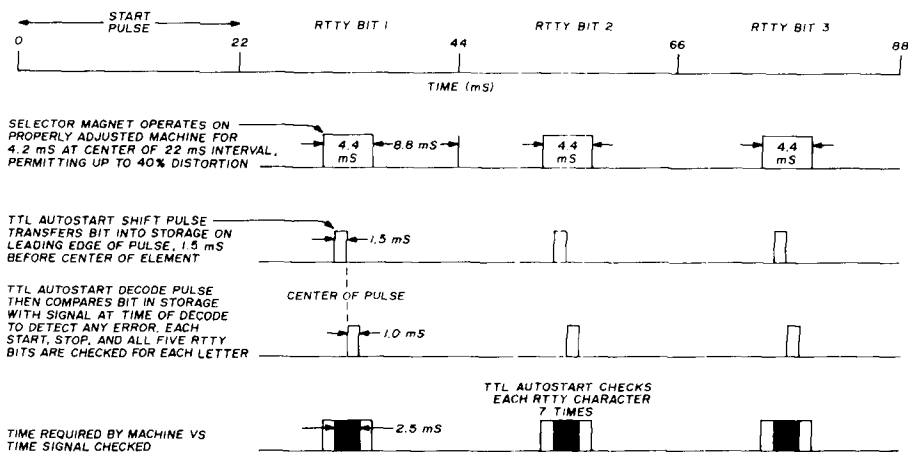 START
PULSE
RTTY BIT 1
RTTY BIT 2
RTTY BIT 3
0
22
44
66
88
TIME (mS)
SELECTOR MAGNET OPERATES ON
PROPERLY ADJUSTED MACHINE FOR
4.2 mS AT CENTER OF 22 mS INTERVAL,
PERMITTING UP TO 40% DISTORTION
4.4
mS
8.8 mS
4.4
mS
4.4
mS
TTL AUTOSTART SHIFT PULSE
TRANSFERS BIT INTO STORAGE ON
LEADING EDGE OF PULSE, 1.5 mS
BEFORE CENTER OF ELEMENT
1.5 mS
TTL AUTOSTART DECODE PULSE
THEN COMPARES BIT IN STORAGE
WITH SIGNAL AT TIME OF DECODE
TO DETECT ANY ERROR, EACH
START, STOP, AND ALL FIVE RTTY
BITS ARE CHECKED FOR EACH LETTER
CENTER OF PULSE
1.0 mS
TTL AUTOSTART CHECKS
EACH RTTY CHARACTER
7 TIMES
TIME REQUIRED BY MACHINE VS
TIME SIGNAL CHECKED
2.5 mS